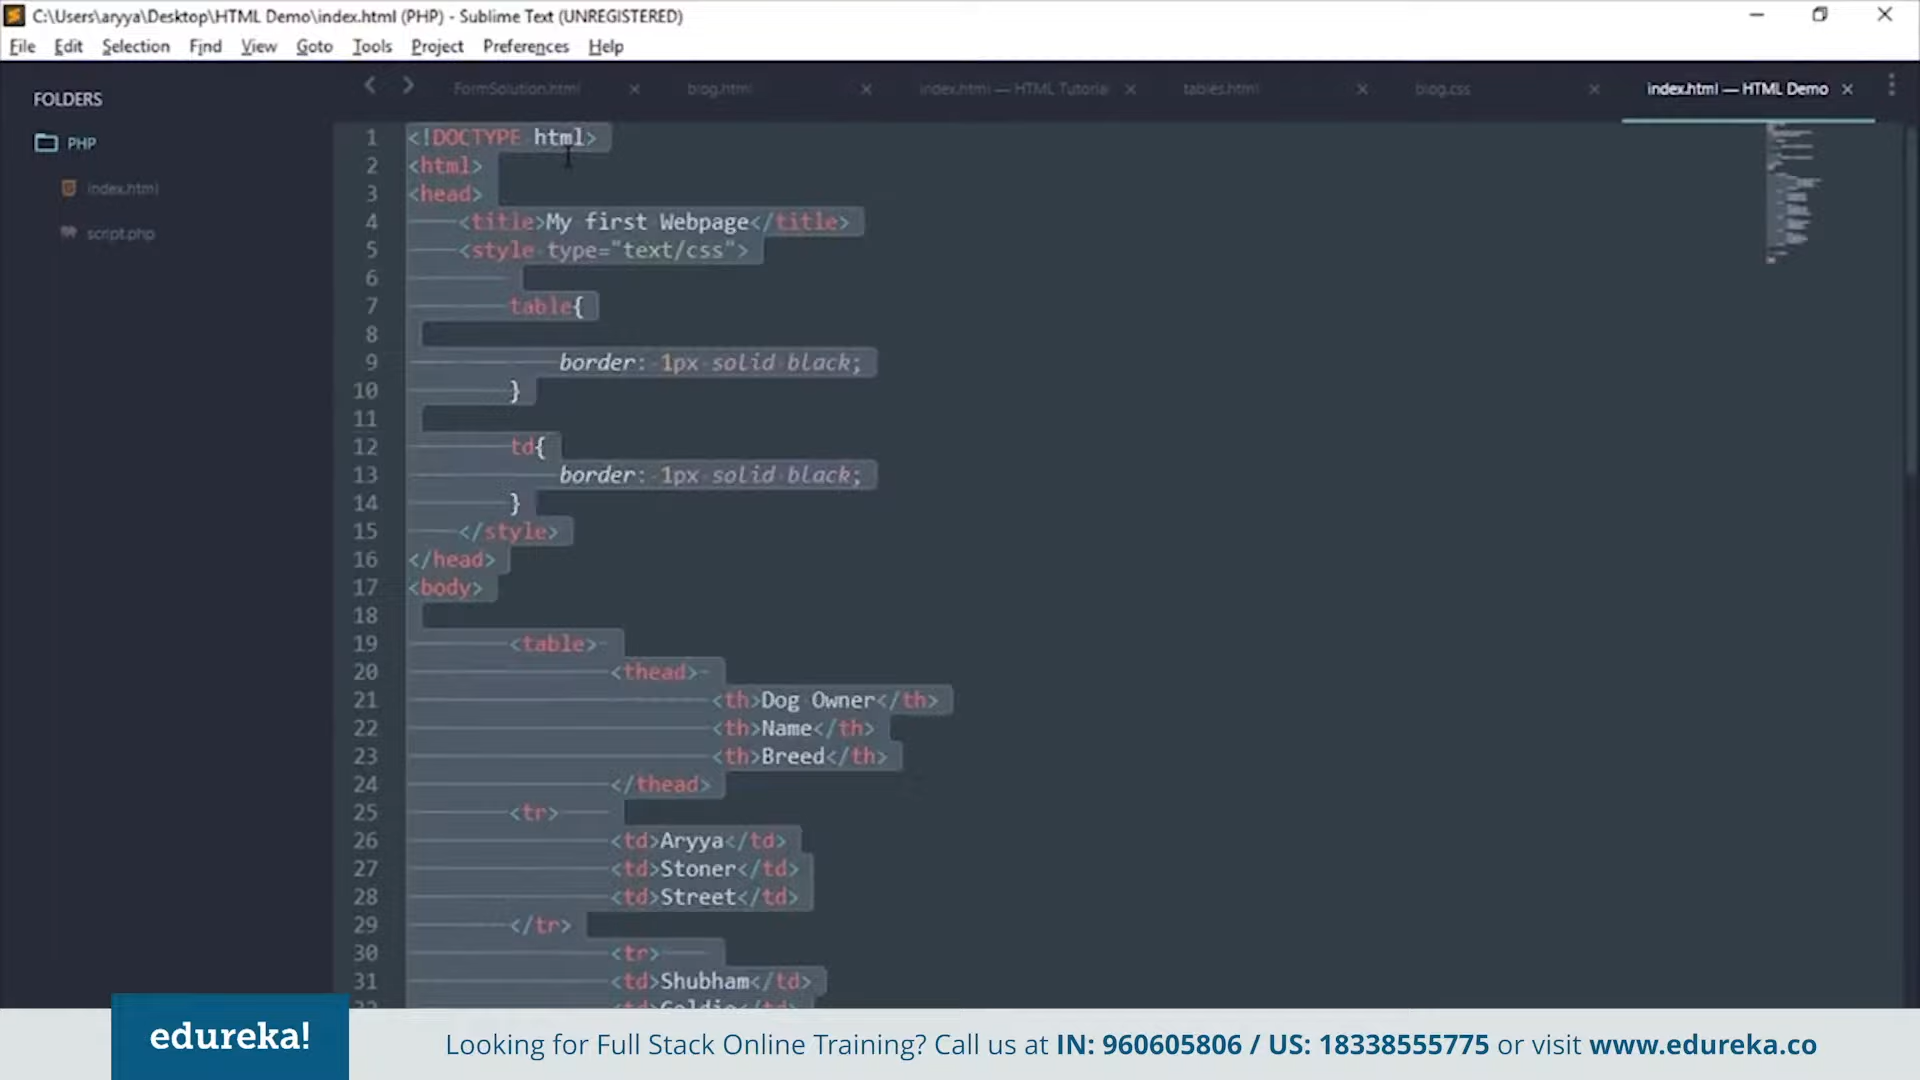 C:\Users\aryya\Desktop\HTML Demo\index.html (PHP) - Sublime Text (UNREGISTERED)
File Edit Selection Find View Goto Tools Project Preferences Help
FOLDERS
PHP
index.html
script.php
FormSolution.html
blog.html
index.html — HTML Tutoria
tables.html
blog.css
index.html — HTML Demo
1 <!DOCTYPE html>
2 <html>
3 <head>
4 <title>My first Webpage</title>
5 <style type="text/css">
6
7 table{
8
9 border: 1px solid black;
10 }
11
12 td{
13 border: 1px solid black;
14 }
15 </style>
16 </head>
17 <body>
18
19 <table>
20 <thead>
21 <th>Dog Owner</th>
22 <th>Name</th>
23 <th>Breed</th>
24 </thead>
25 <tr>
26 <td>Aryya</td>
27 <td>Stoner</td>
28 <td>Street</td>
29 </tr>
30 <tr>
31 <td>Shubham</td>
edureka!
Looking for Full Stack Online Training? Call us at IN: 960605806 / US: 18338555775 or visit www.edureka.co